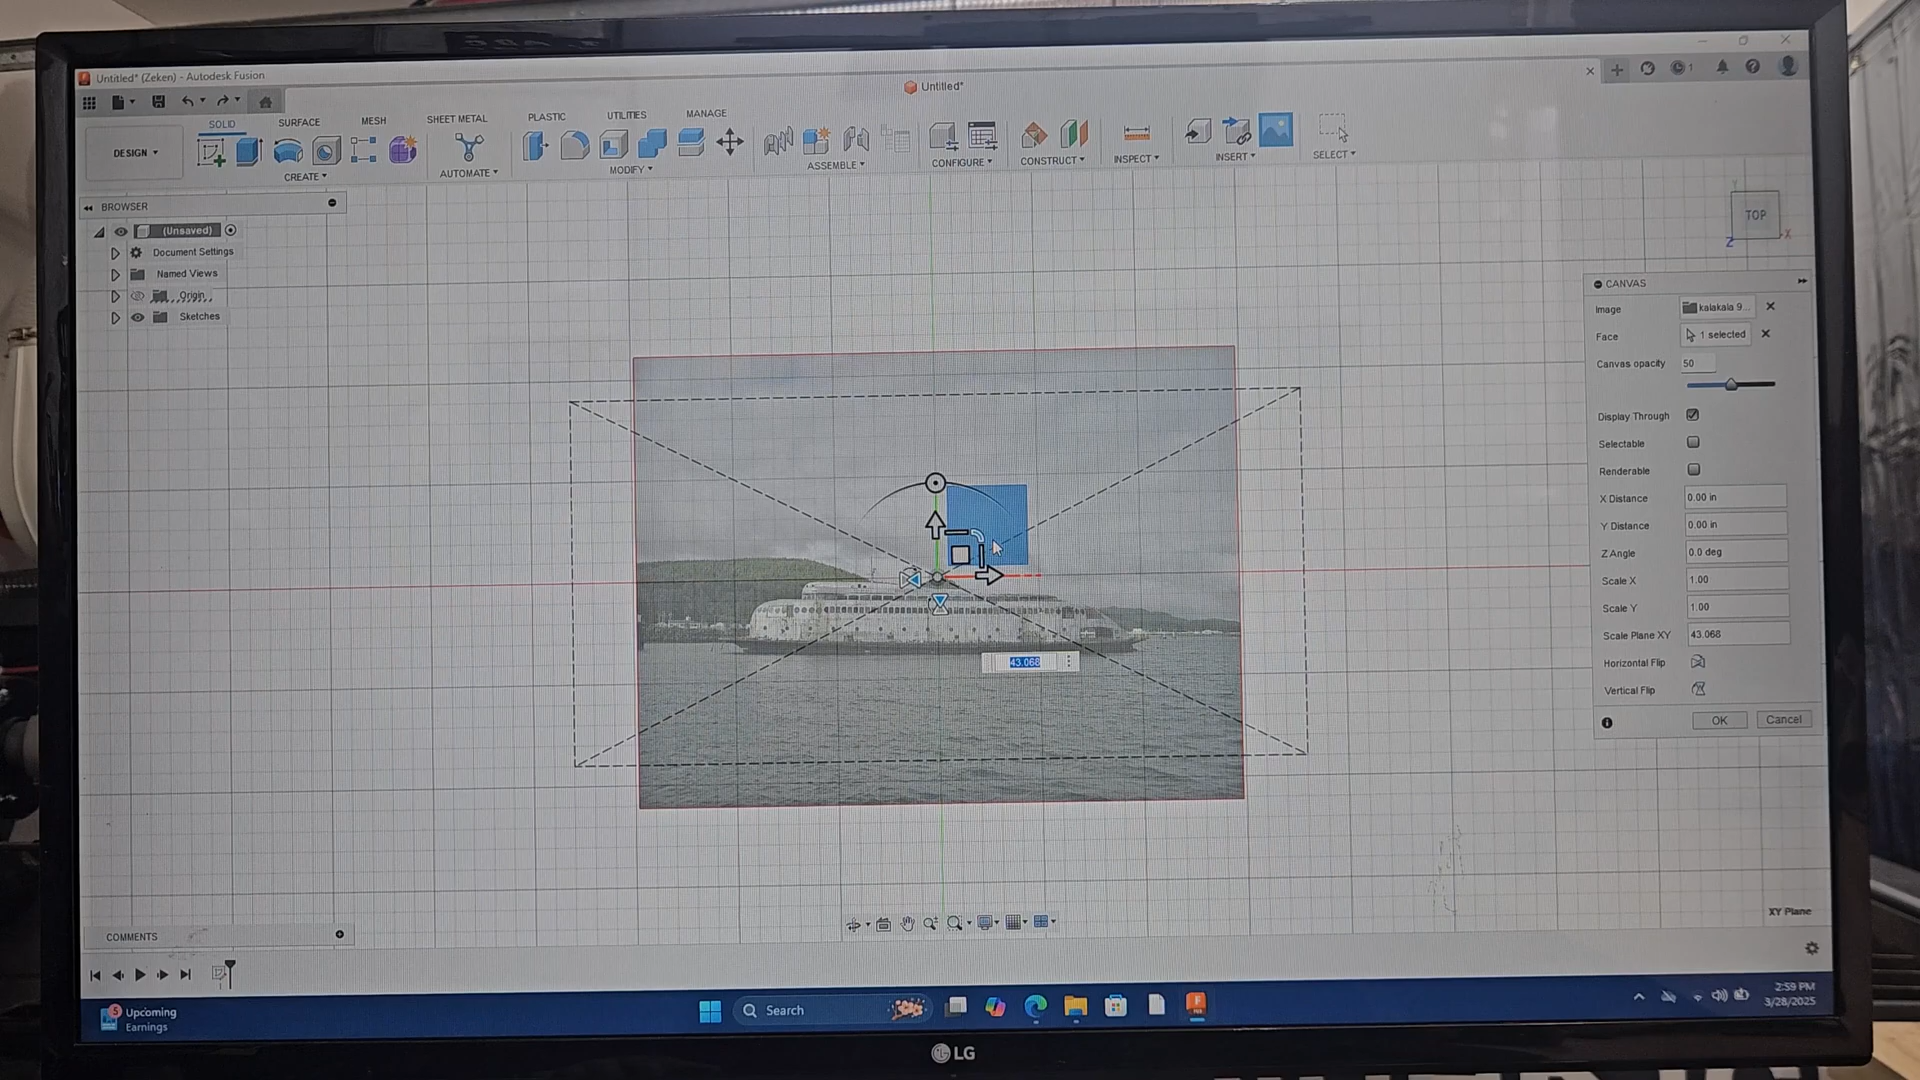 Untitled* (Zeken) - Autodesk Fusion
Untitled*
1
SOLID
SURFACE
MESH
SHEET METAL
PLASTIC
UTILITIES
MANAGE
DESIGN
CREATE
AUTOMATE
MODIFY
ASSEMBLE
CONFIGURE
CONSTRUCT
INSPECT
INSERT
SELECT
BROWSER
(Unsaved)
Document Settings
Named Views
Origin
Sketches
TOP
Z
X
CANVAS
Image kalakala 9...
Face 1 selected
Canvas opacity 50
Display Through
Selectable
Renderable
X Distance 0.00 in
Y Distance 0.00 in
Z Angle 0.0 deg
Scale X 1.00
Scale Y 1.00
Scale Plane XY 43.068
Horizontal Flip
Vertical Flip
OK Cancel
43.068
XY Plane
COMMENTS
5
Upcoming
Earnings
Search
2:59 PM
3/28/2025
LG